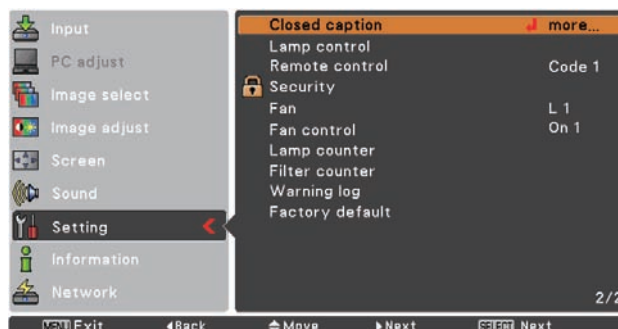 Input
PC adjust
Image select
Image adjust
Screen
Sound
Setting
Information
Network
Closed caption more...
Lamp control
Remote control Code 1
Security
Fan L 1
Fan control On 1
Lamp counter
Filter counter
Warning log
Factory default
2/2
MENU Exit Back Move Next SELECT Next